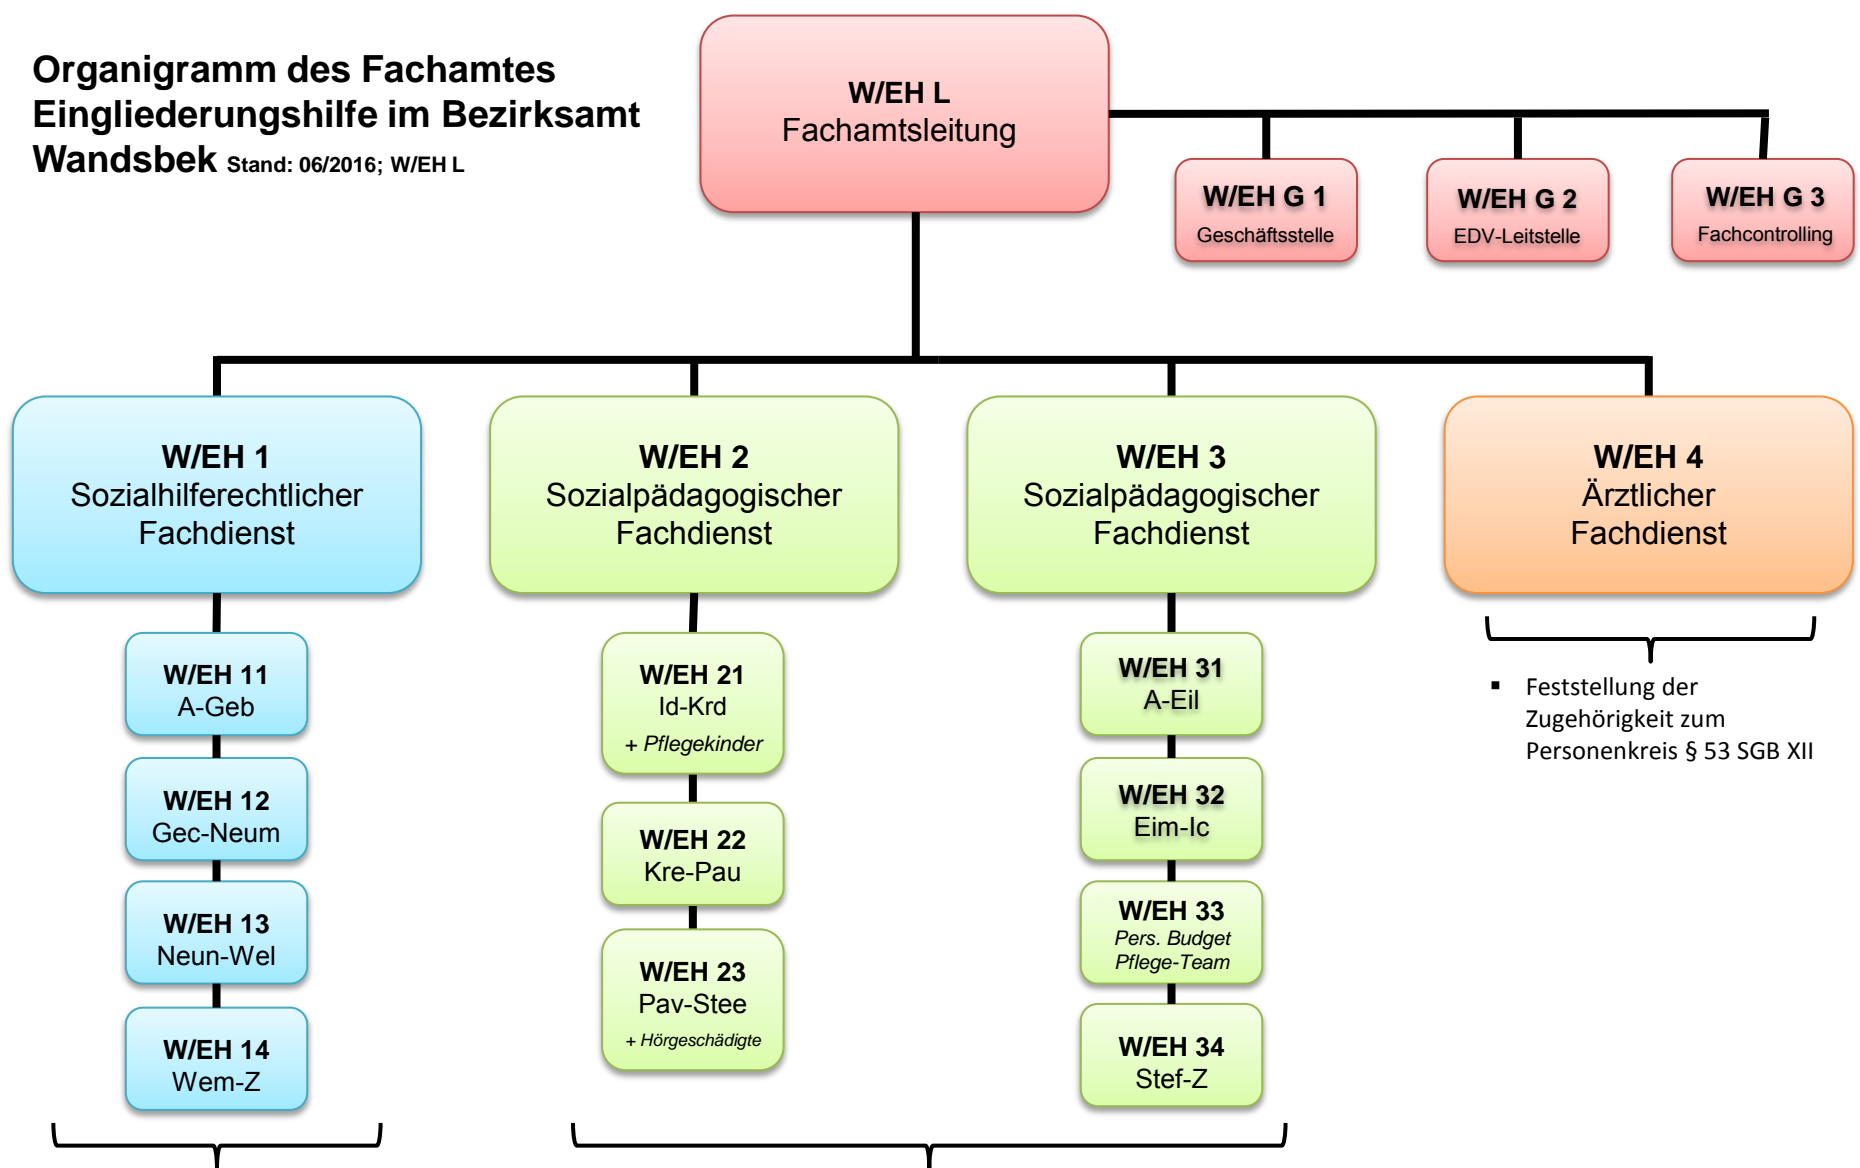 Organigramm des Fachamtes
Eingliederungshilfe im Bezirksamt
Wandsbek Stand: 06/2016; W/EH L
W/EH L
Fachamtsleitung
W/EH G 1
Geschäftsstelle
W/EH G 2
EDV-Leitstelle
W/EH G 3
Fachcontrolling
W/EH 1
Sozialhilferechtlicher
Fachdienst
W/EH 2
Sozialpädagogischer
Fachdienst
W/EH 3
Sozialpädagogischer
Fachdienst
W/EH 4
Ärztlicher
Fachdienst
W/EH 11
A-Geb
W/EH 12
Gec-Neum
W/EH 13
Neun-Wel
W/EH 14
Wem-Z
W/EH 21
Id-Krd
+ Pflegekinder
W/EH 22
Kre-Pau
W/EH 23
Pav-Stee
+ Hörgeschädigte
W/EH 31
A-Eil
W/EH 32
Eim-Ic
W/EH 33
Pers. Budget
Pflege-Team
W/EH 34
Stef-Z
▪ Feststellung der
Zugehörigkeit zum
Personenkreis § 53 SGB XII